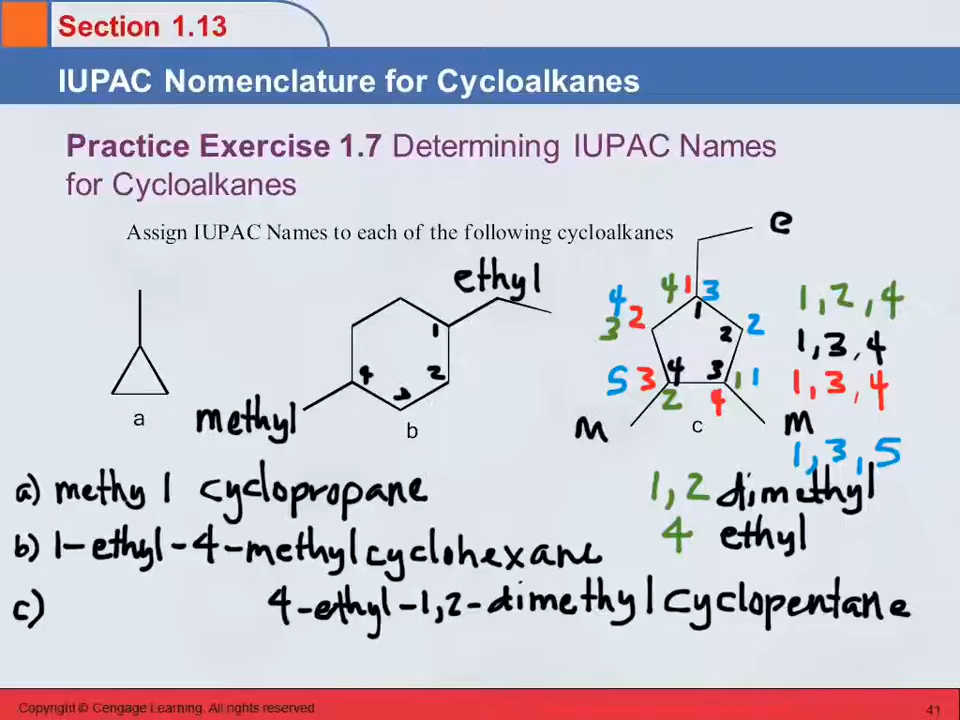 Section 1.13
IUPAC Nomenclature for Cycloalkanes
Practice Exercise 1.7 Determining IUPAC Names
for Cycloalkanes
Assign IUPAC Names to each of the following cycloalkanes
e
ethyl
4 4 1 3
3 2 1 2 2
5 3 4 3 1 1
2 4
1 2 3 4
methyl
a
b
c
M
M
1,2,4
1,3,4
1,3,4
1,3,5
a) methyl cyclopropane
1,2 dimethyl
b) 1-ethyl-4-methylcyclohexane
4 ethyl
c) 4-ethyl-1,2-dimethylcyclopentane
Copyright © Cengage Learning. All rights reserved
41